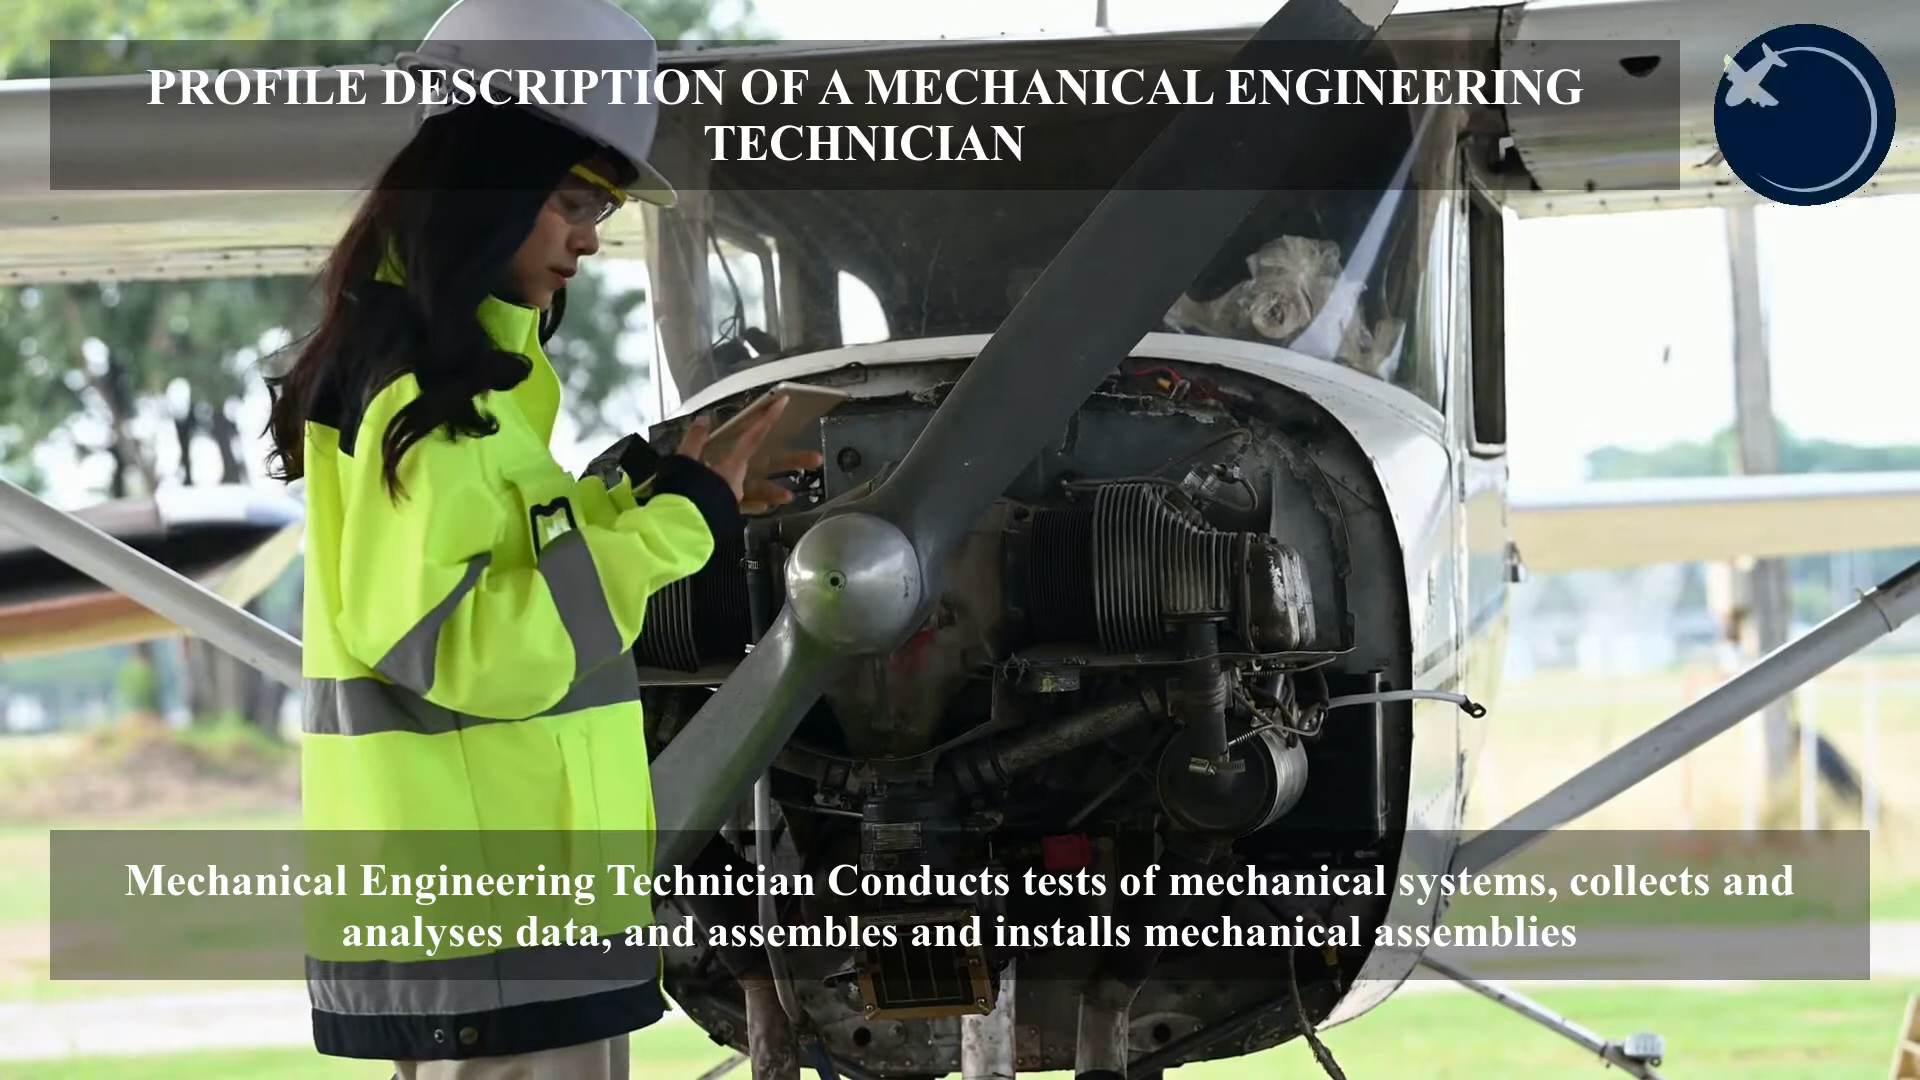 PROFILE DESCRIPTION OF A MECHANICAL ENGINEERING
TECHNICIAN
Mechanical Engineering Technician Conducts tests of mechanical systems, collects and
analyses data, and assembles and installs mechanical assemblies